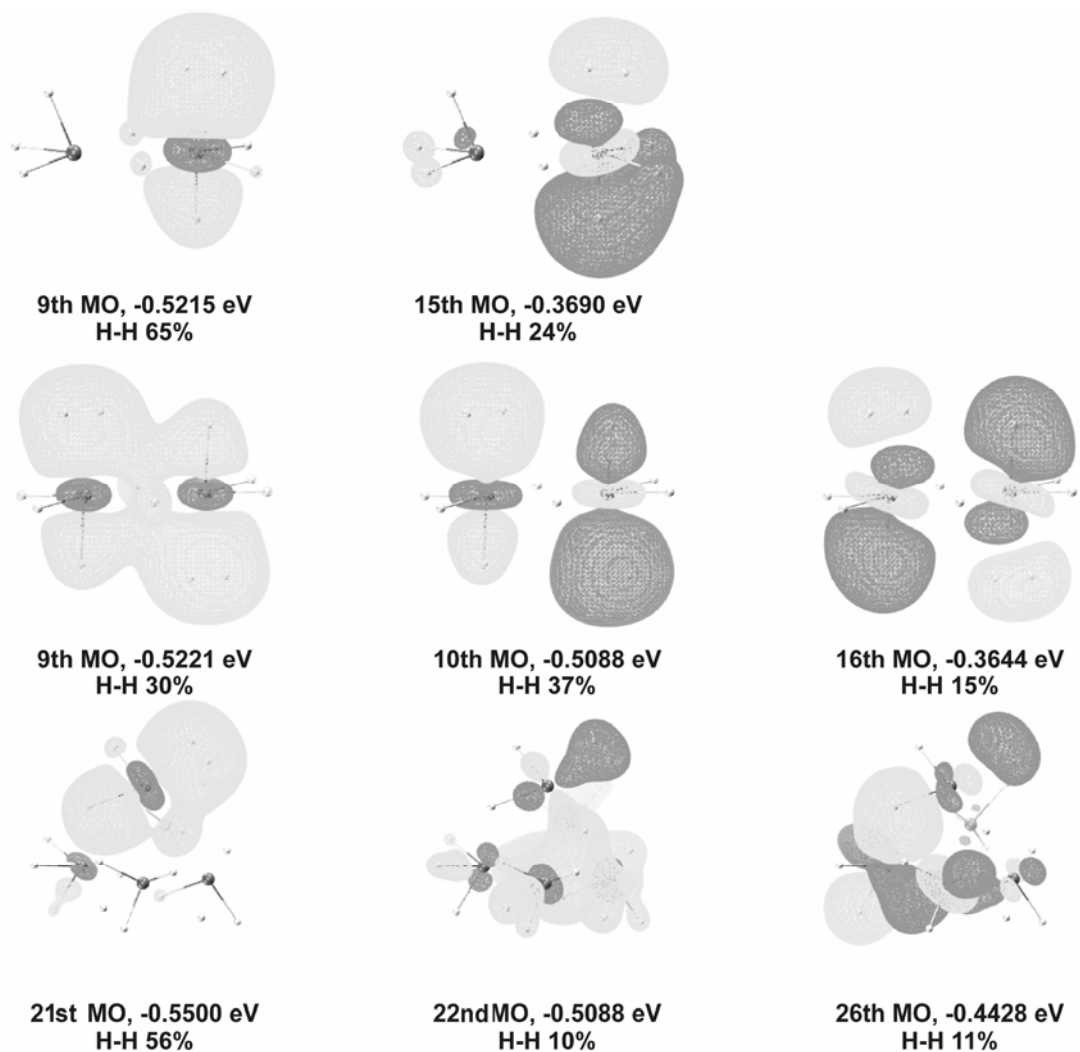 9th MO, -0.5215 eV
H-H 65%
15th MO, -0.3690 eV
H-H 24%
9th MO, -0.5221 eV
H-H 30%
10th MO, -0.5088 eV
H-H 37%
16th MO, -0.3644 eV
H-H 15%
21st MO, -0.5500 eV
H-H 56%
22ndMO, -0.5088 eV
H-H 10%
26th MO, -0.4428 eV
H-H 11%